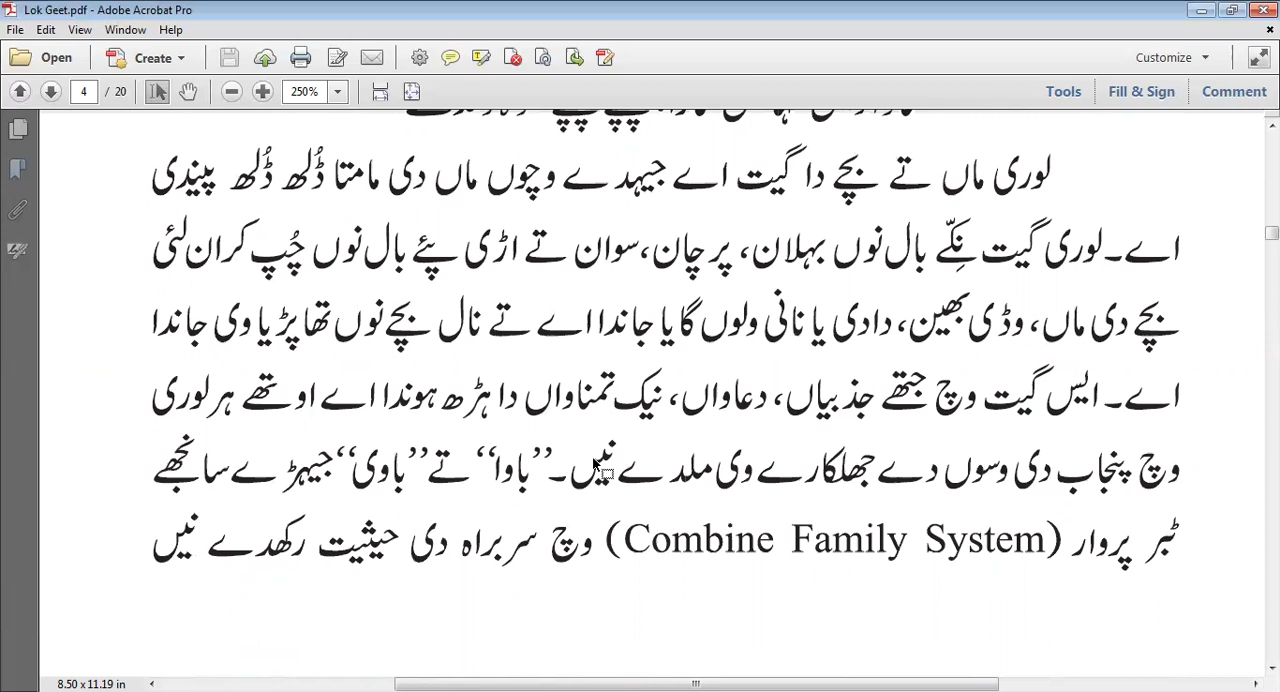 Lok Geet.pdf - Adobe Acrobat Pro
File Edit View Window Help
Open Create Customize
4 / 20 250% Tools Fill & Sign Comment
لوری ماں تے بچے دا گیت اے جیہدے وچوں ماں دی مامتا ڈُلھ ڈُلھ پیندی
اے۔ لوری گیت نِکّے بال نوں بہلان، پرچان، سوان تے اڑی پئے بال نوں چُپ کران لئی
بچے دی ماں، وڈی بھین، دادی یا نانی ولوں گایا جاندا اے تے نال بچے نوں تھاپڑیا وی جاندا
اے۔ ایس گیت وچ جتھے جذبیاں، دعاواں، نیک تمناواں دا ہڑھ ہوندا اے اوتھے ہر لوری
وچ پنجاب دی وسوں دے جھلکارے وی ملدے نیں۔ ’’باوا‘‘ تے ’’باوی‘‘ جیہڑے سانجھے
ٹبر پروار (Combine Family System) وچ سربراہ دی حیثیت رکھدے نیں
8.50 x 11.19 in